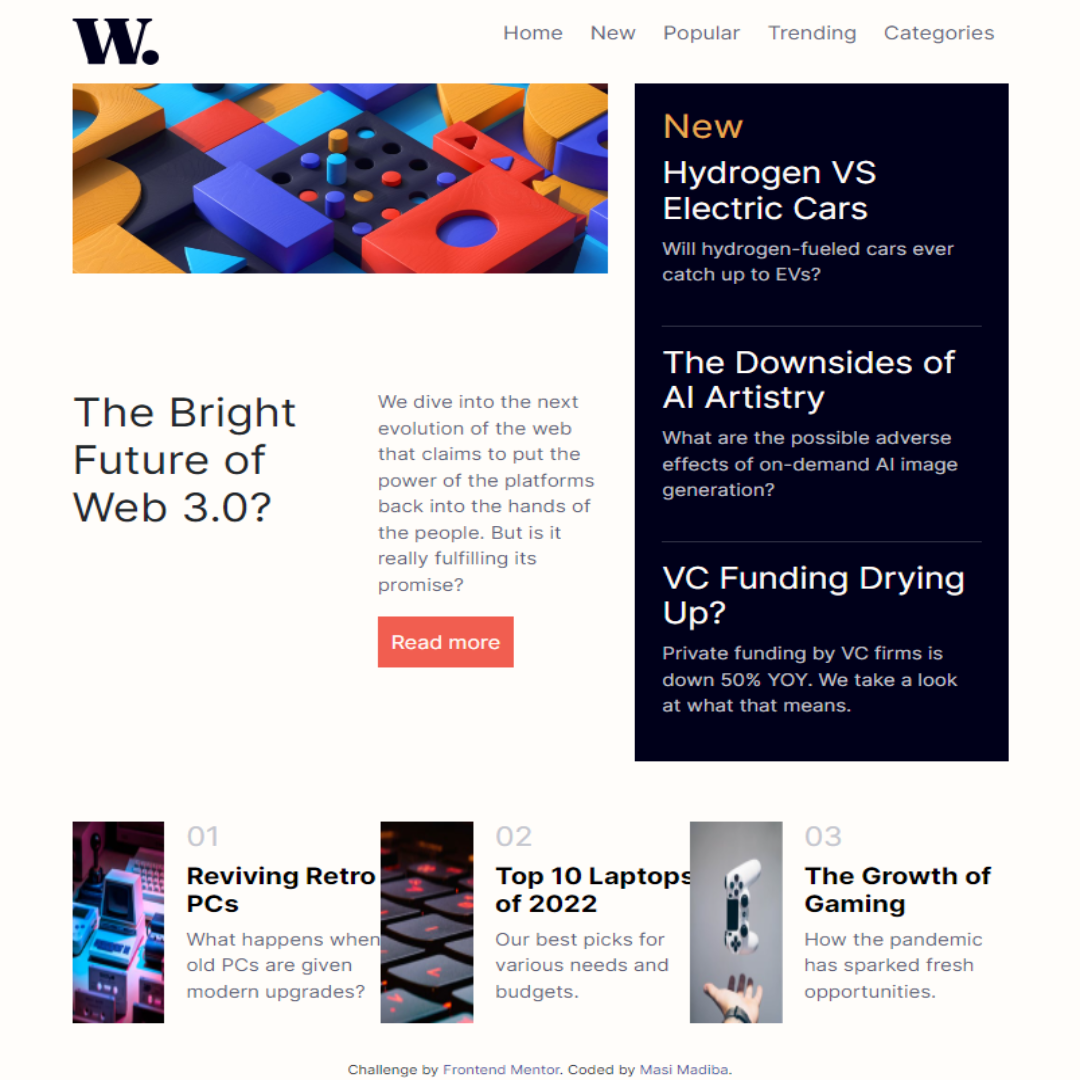 W.
Home New Popular Trending Categories
New
Hydrogen VS
Electric Cars
Will hydrogen-fueled cars ever
catch up to EVs?
The Downsides of
AI Artistry
What are the possible adverse
effects of on-demand AI image
generation?
VC Funding Drying
Up?
Private funding by VC firms is
down 50% YOY. We take a look
at what that means.
The Bright
Future of
Web 3.0?
We dive into the next
evolution of the web
that claims to put the
power of the platforms
back into the hands of
the people. But is it
really fulfilling its
promise?
Read more
01
Reviving Retro
PCs
What happens when
old PCs are given
modern upgrades?
02
Top 10 Laptops
of 2022
Our best picks for
various needs and
budgets.
03
The Growth of
Gaming
How the pandemic
has sparked fresh
opportunities.
Challenge by Frontend Mentor. Coded by Masi Madiba.